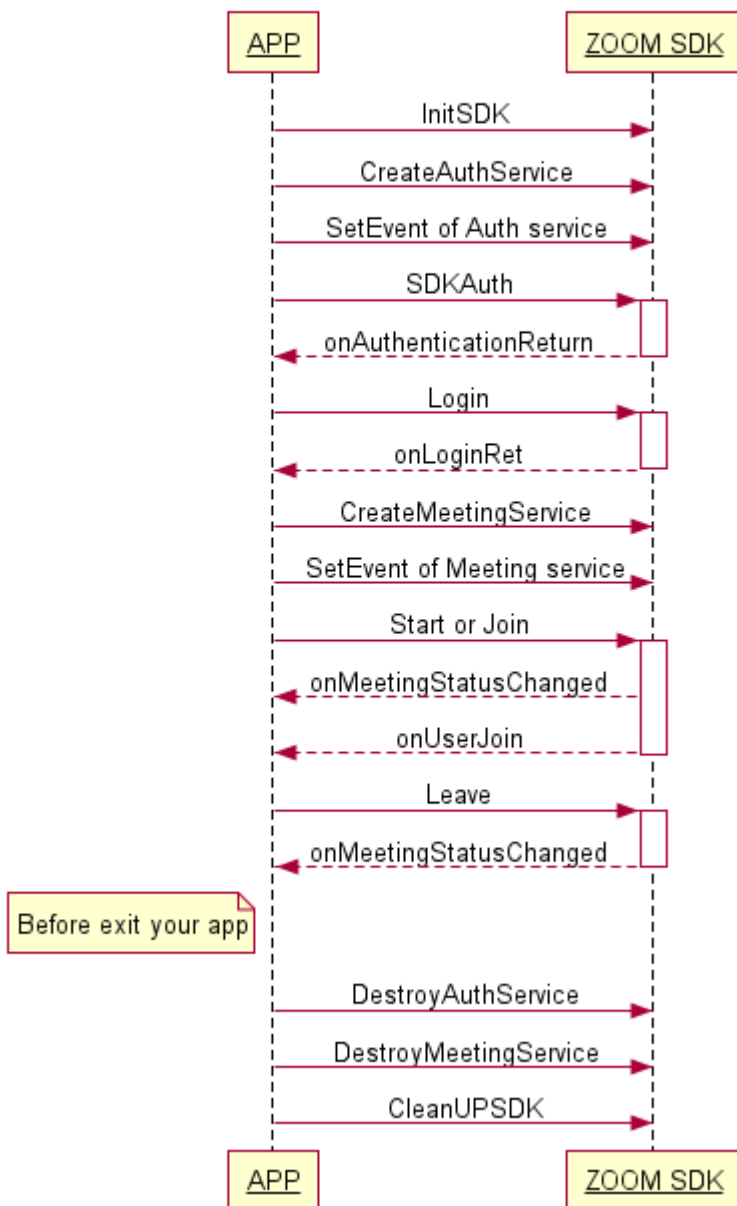 APP ZOOM SDK
InitSDK
CreateAuthService
SetEvent of Auth service
SDKAuth
onAuthenticationReturn
Login
onLoginRet
CreateMeetingService
SetEvent of Meeting service
Start or Join
onMeetingStatusChanged
onUserJoin
Leave
onMeetingStatusChanged
Before exit your app
DestroyAuthService
DestroyMeetingService
CleanUPSDK
APP ZOOM SDK